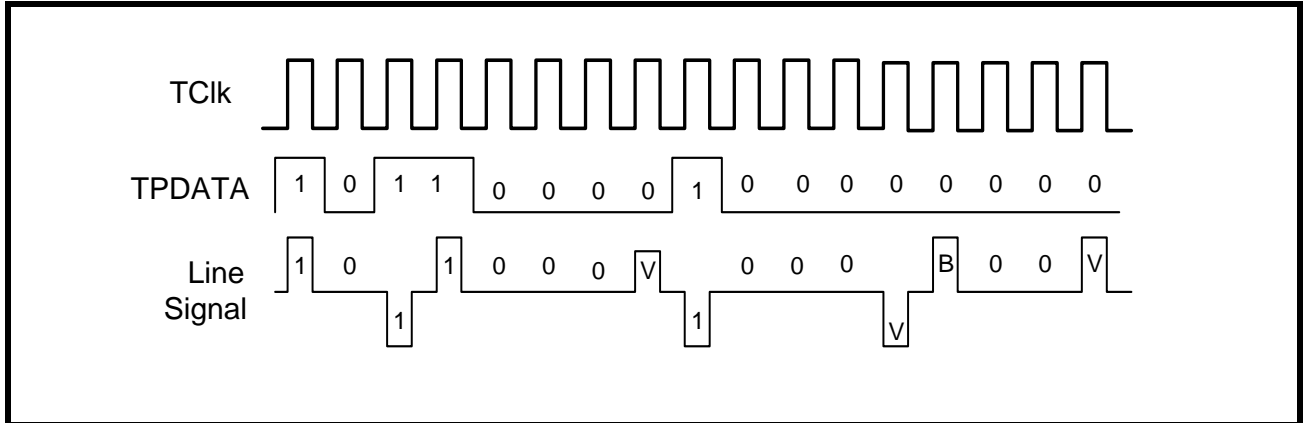 TClk
TPDATA 1 0 1 1 0 0 0 0 1 0 0 0 0 0 0 0
Line Signal 1 0 1 1 0 0 0 V 1 0 0 0 V B 0 0 V